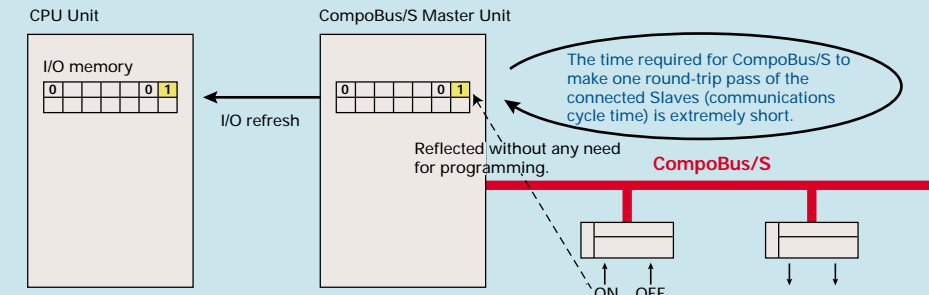 CPU Unit
CompoBus/S Master Unit
I/O memory
0 0 1
I/O refresh
0 0 1
The time required for CompoBus/S to
make one round-trip pass of the
connected Slaves (communications
cycle time) is extremely short.
Reflected without any need
for programming.
CompoBus/S
ON OFF